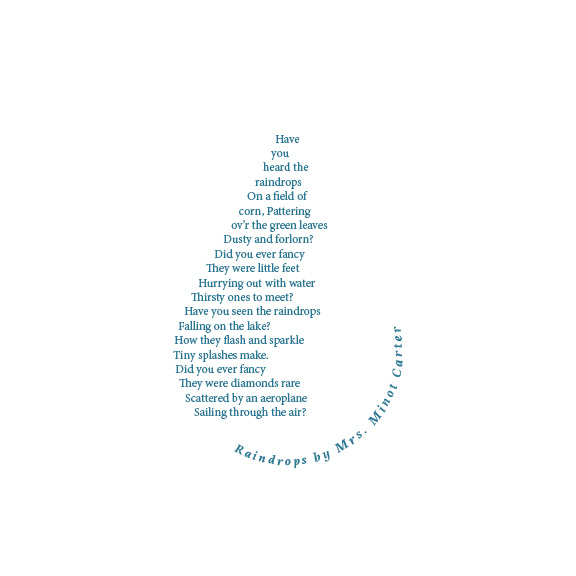 Have
you
heard the
raindrops
On a field of
corn, Pattering
ov'r the green leaves
Dusty and forlorn?
Did you ever fancy
They were little feet
Hurrying out with water
Thirsty ones to meet?
Have you seen the raindrops
Falling on the lake?
How they flash and sparkle
Tiny splashes make.
Did you ever fancy
They were diamonds rare
Scattered by an aeroplane
Sailing through the air?
Raindrops by Mrs. Minot Carter